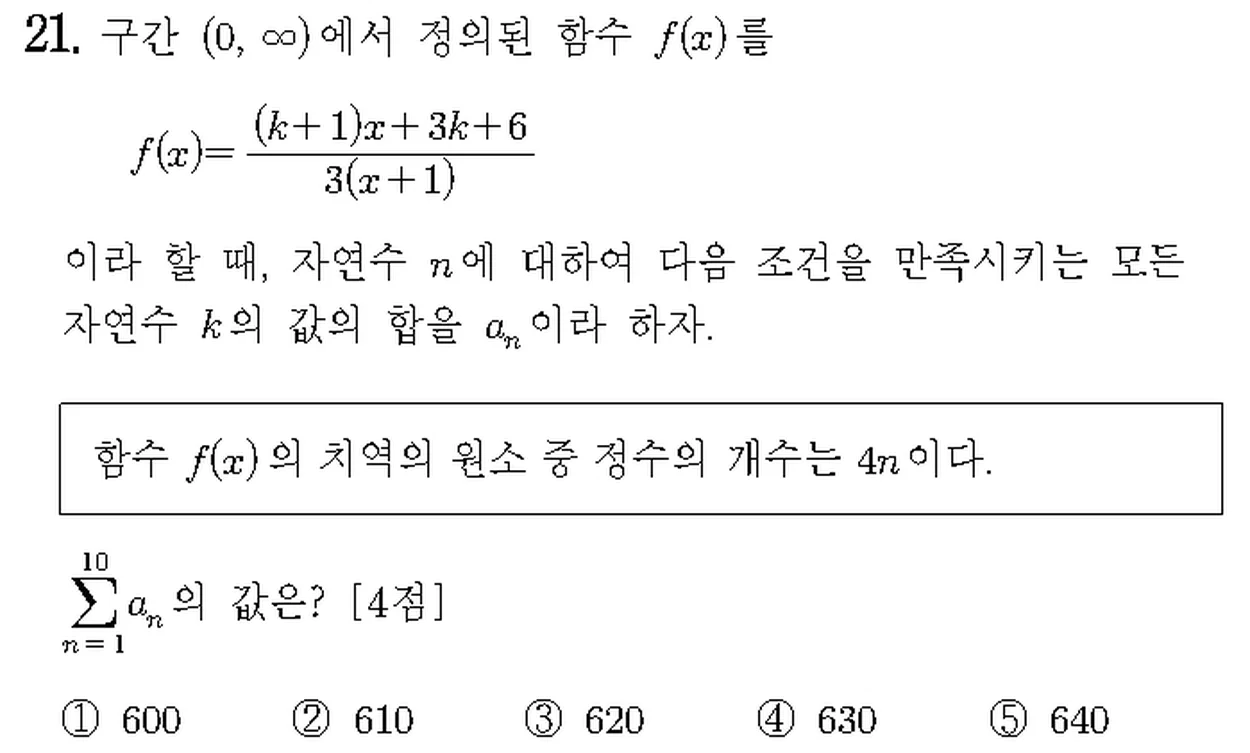 21. 구간 (0, ∞)에서 정의된 함수 f(x)를
f(x)= \frac{(k+1)x+3k+6}{3(x+1)}
이라 할 때, 자연수 n에 대하여 다음 조건을 만족시키는 모든
자연수 k의 값의 합을 a_n이라 하자.
함수 f(x)의 치역의 원소 중 정수의 개수는 4n이다.
\sum_{n=1}^{10} a_n의 값은? [4점]
① 600 ② 610 ③ 620 ④ 630 ⑤ 640